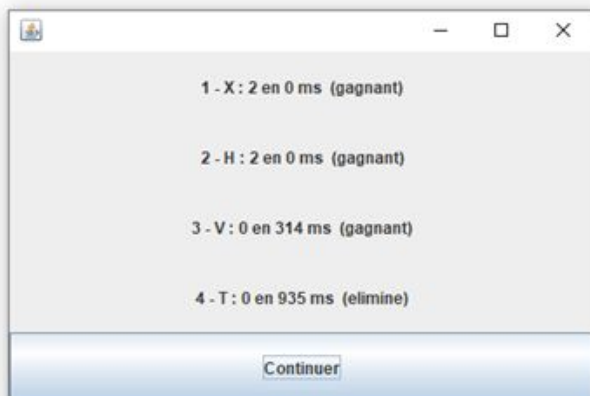 1 - X : 2 en 0 ms (gagnant)
2 - H : 2 en 0 ms (gagnant)
3 - V : 0 en 314 ms (gagnant)
4 - T : 0 en 935 ms (elimine)
Continuer